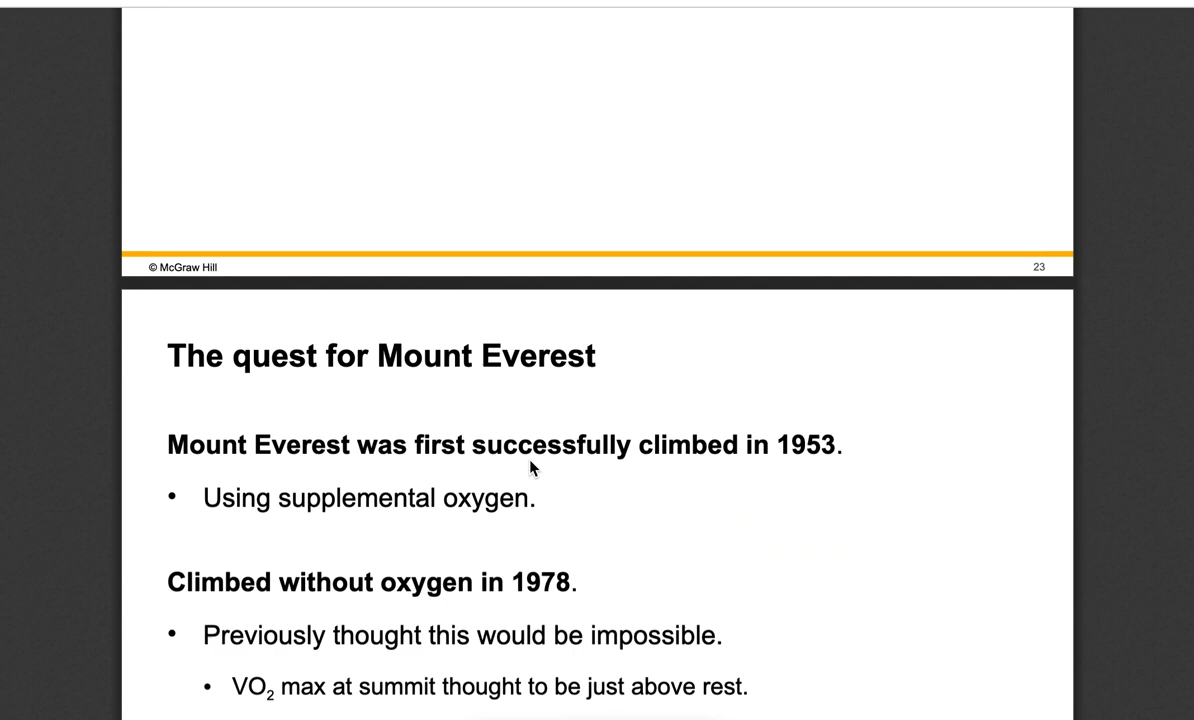 © McGraw Hill 23
The quest for Mount Everest
Mount Everest was first successfully climbed in 1953.
• Using supplemental oxygen.
Climbed without oxygen in 1978.
• Previously thought this would be impossible.
• VO₂ max at summit thought to be just above rest.